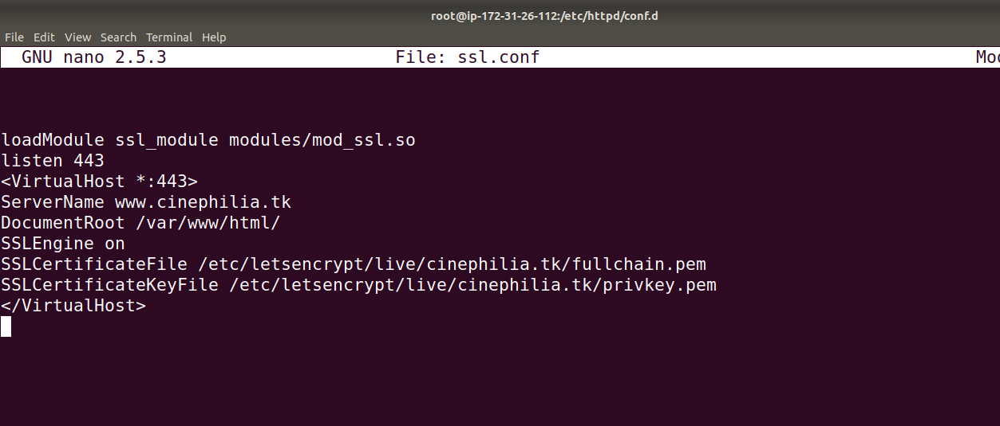 root@ip-172-31-26-112:/etc/httpd/conf.d
File Edit View Search Terminal Help
GNU nano 2.5.3 File: ssl.conf
loadModule ssl_module modules/mod_ssl.so
listen 443
<VirtualHost *:443>
ServerName www.cinephilia.tk
DocumentRoot /var/www/html/
SSLEngine on
SSLCertificateFile /etc/letsencrypt/live/cinephilia.tk/fullchain.pem
SSLCertificateKeyFile /etc/letsencrypt/live/cinephilia.tk/privkey.pem
</VirtualHost>